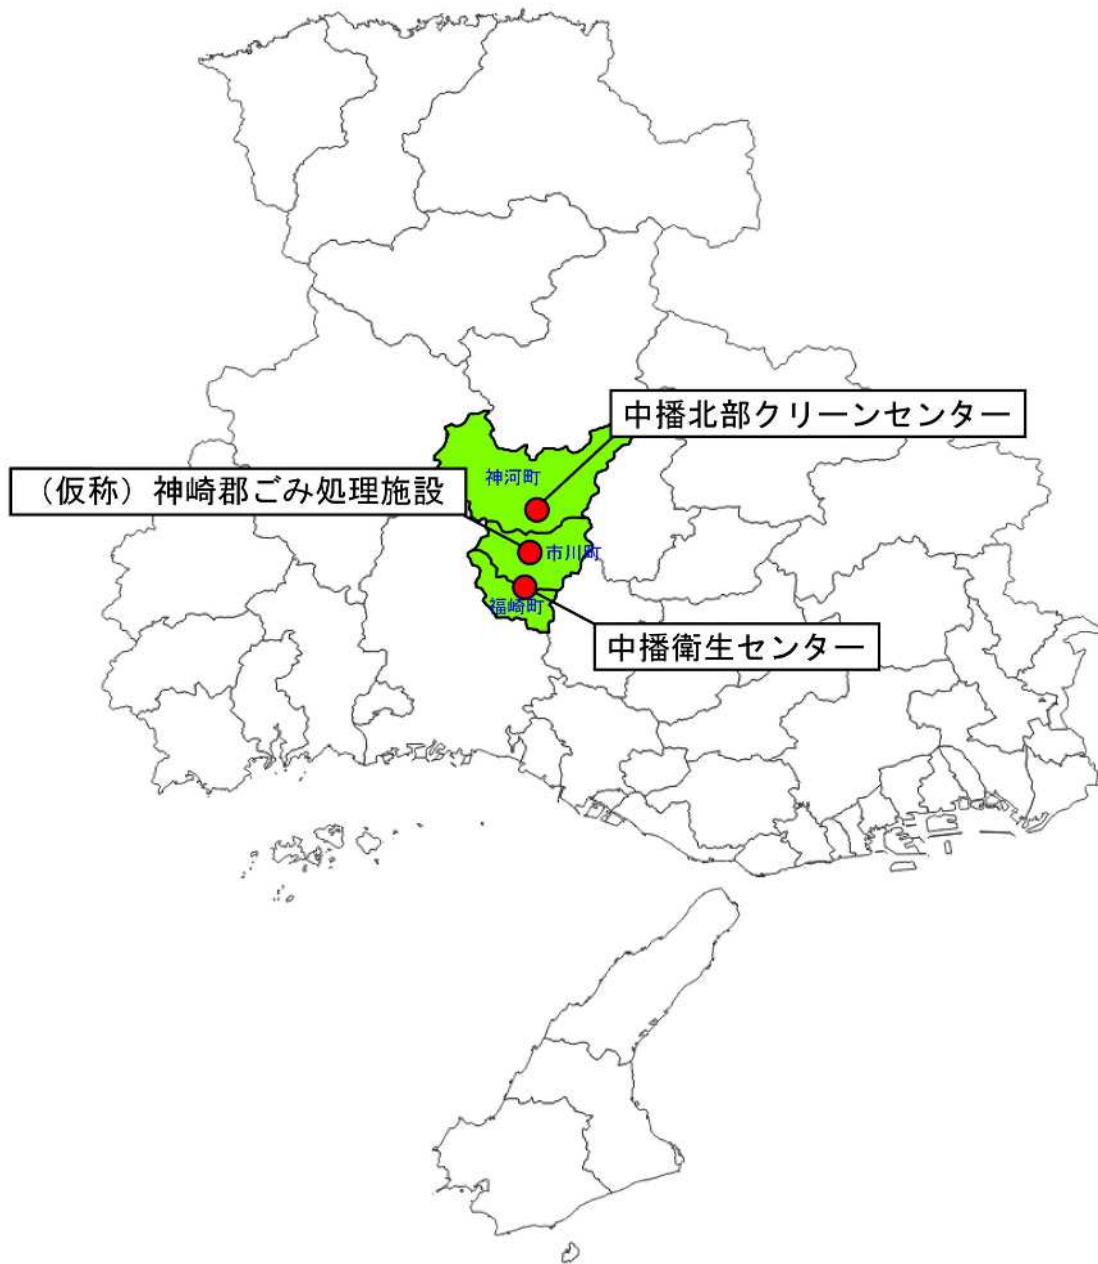 中播北部クリーンセンター
神河町
（仮称）神崎郡ごみ処理施設
市川町
福崎町
中播衛生センター